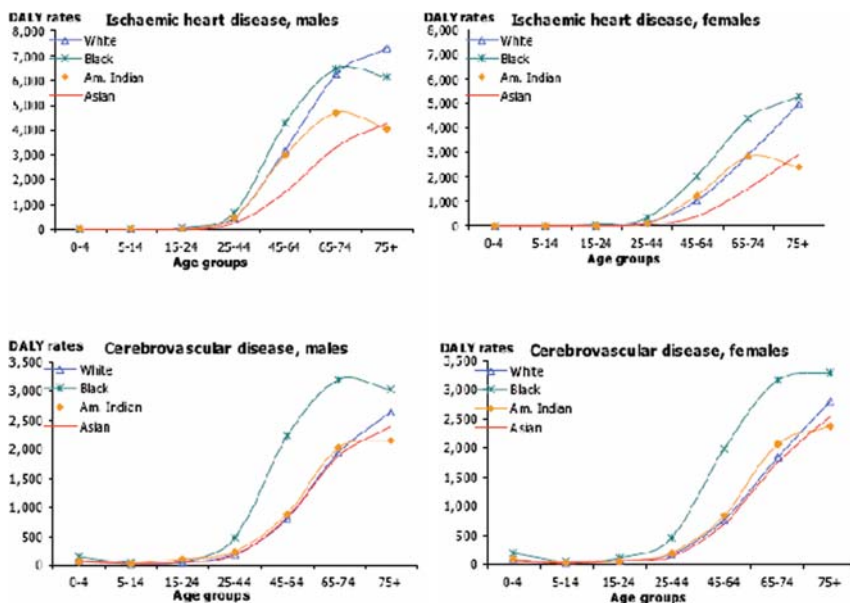 DALY rates
Ischaemic heart disease, males
8,000
7,000
6,000
5,000
4,000
3,000
2,000
1,000
0
White
Black
Am. Indian
Asian
0-4 5-14 15-24 25-44 45-64 65-74 75+
Age groups
DALY rates
Ischaemic heart disease, females
8,000
7,000
6,000
5,000
4,000
3,000
2,000
1,000
0
White
Black
Am. Indian
Asian
0-4 5-14 15-24 25-44 45-64 65-74 75+
Age groups
DALY rates
Cerebrovascular disease, males
3,500
3,000
2,500
2,000
1,500
1,000
500
0
White
Black
Am. Indian
Asian
0-4 5-14 15-24 25-44 45-64 65-74 75+
Age groups
DALY rates
Cerebrovascular disease, females
3,500
3,000
2,500
2,000
1,500
1,000
500
0
White
Black
Am. Indian
Asian
0-4 5-14 15-24 25-44 45-64 65-74 75+
Age groups